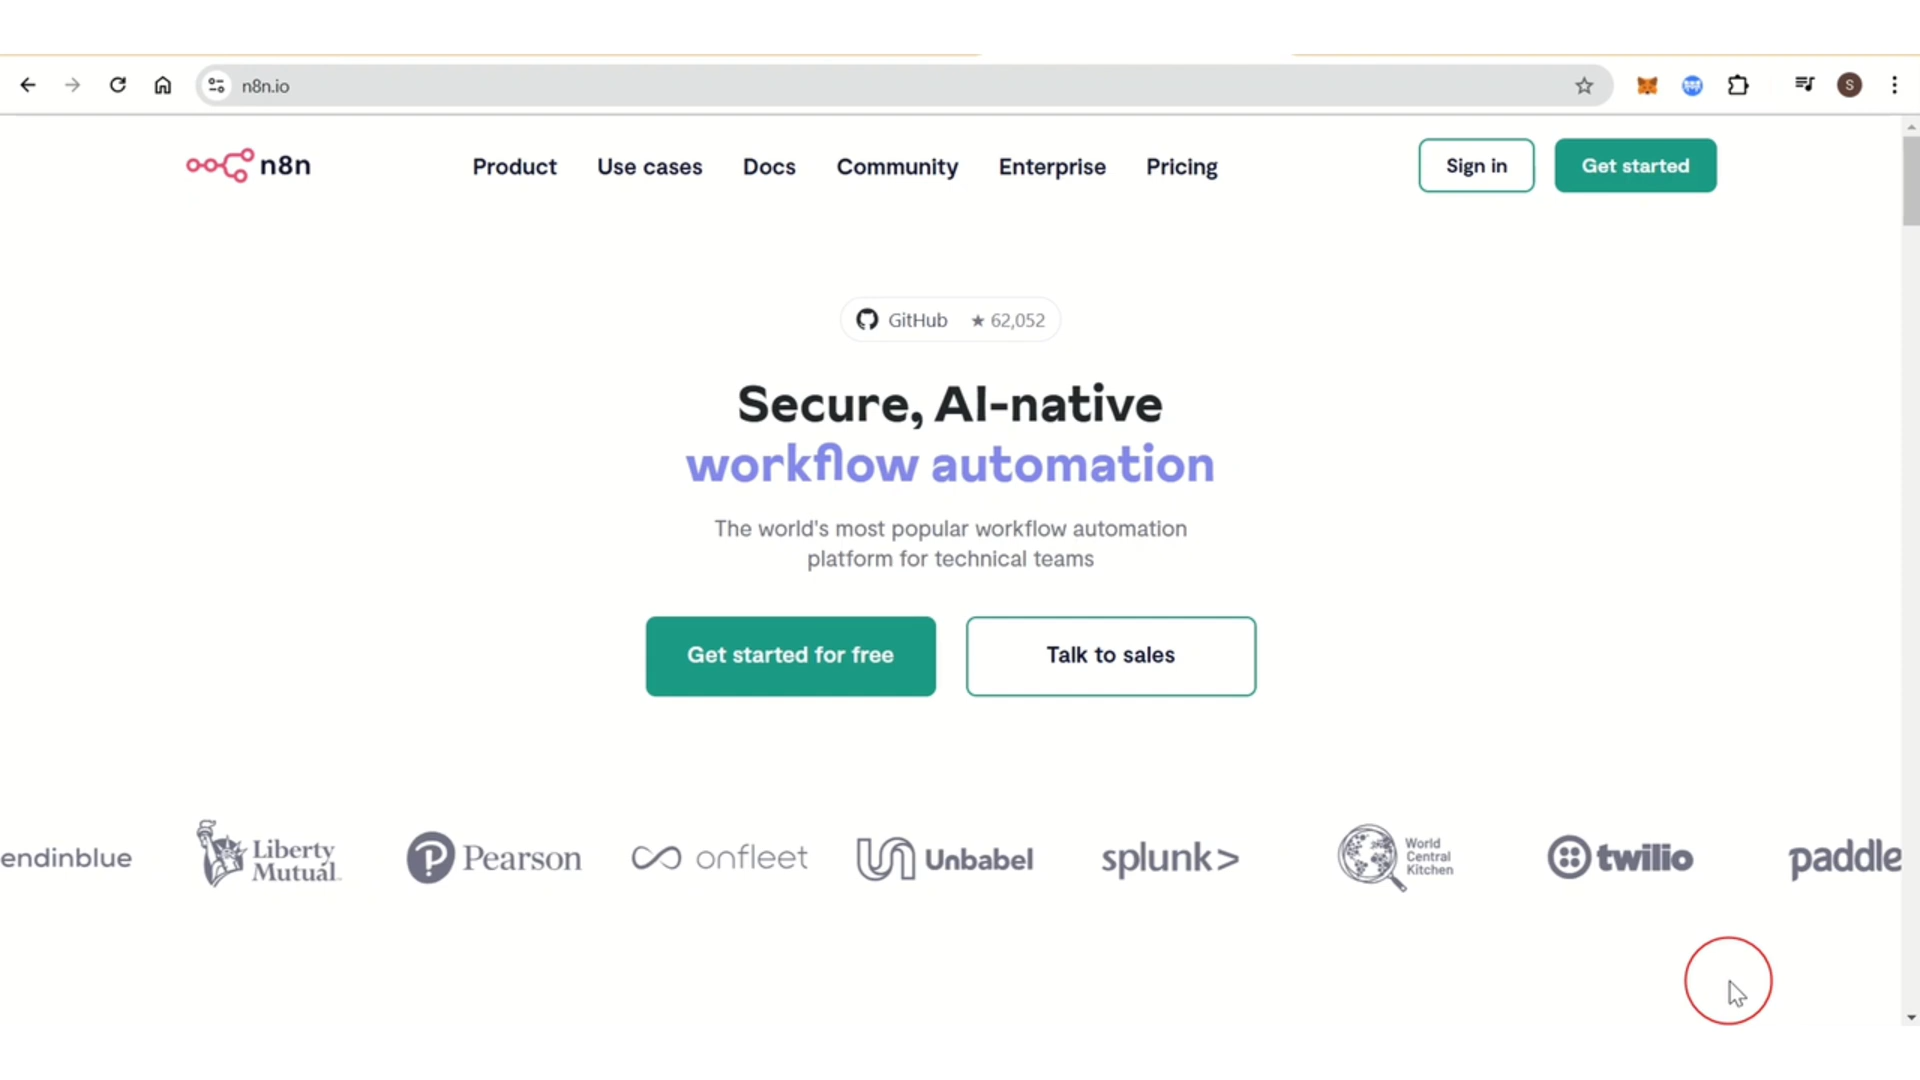 n8n.io
S
n8n
Product
Use cases
Docs
Community
Enterprise
Pricing
Sign in
Get started
GitHub ★ 62,052
Secure, AI-native
workflow automation
The world's most popular workflow automation
platform for technical teams
Get started for free
Talk to sales
endinblue
Liberty
Mutual
Pearson
onfleet
Unbabel
splunk>
World
Central
Kitchen
twilio
paddle